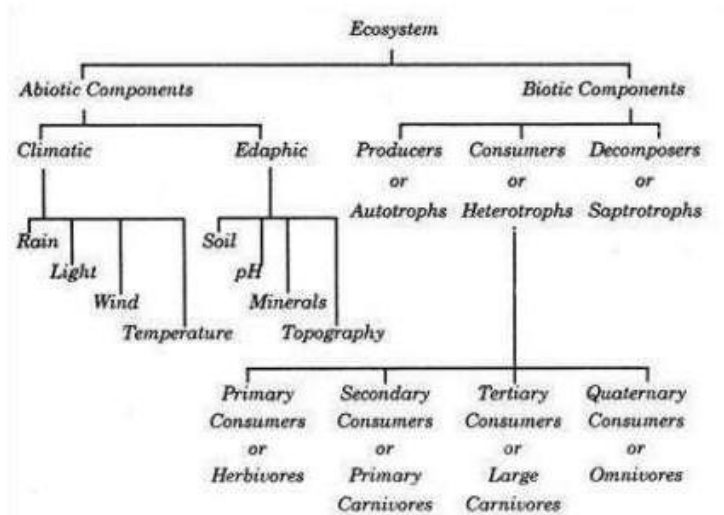 Ecosystem
Abiotic Components Biotic Components
Climatic Edaphic Producers Consumers Decomposers
or or or
Autotrophs Heterotrophs Saptrotrophs
Rain Soil
Light pH
Wind Minerals
Temperature Topography
Primary Secondary Tertiary Quaternary
Consumers Consumers Consumers Consumers
or or or or
Herbivores Primary Large Omnivores
Carnivores Carnivores